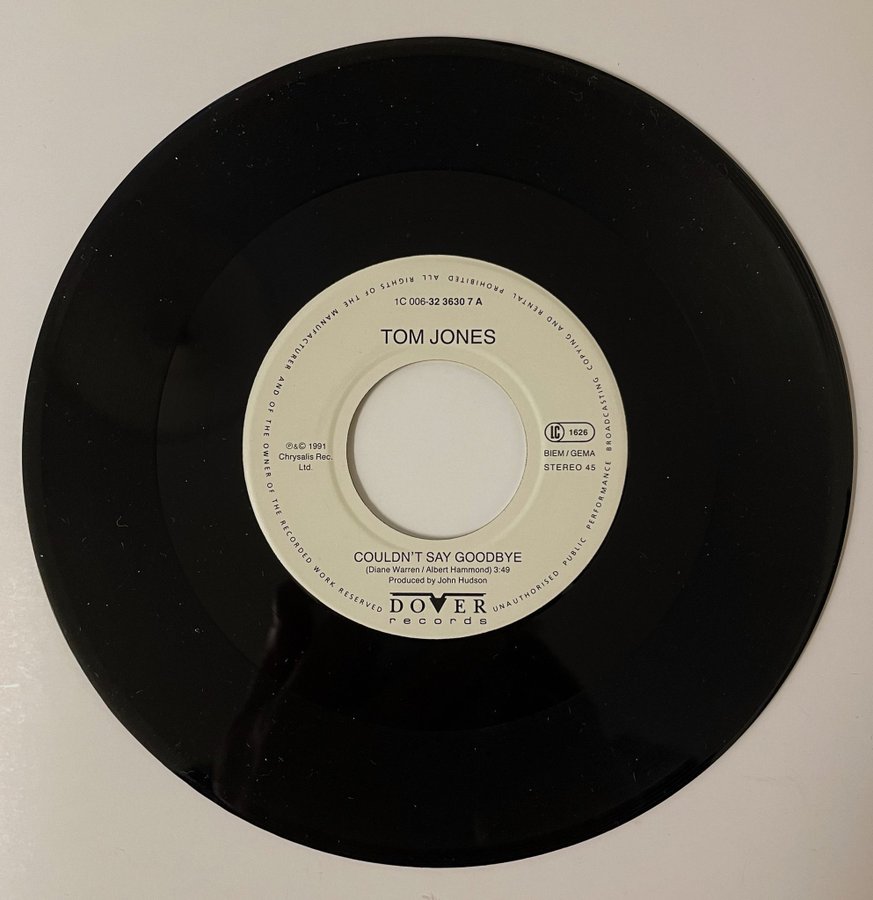 1C 006-32 3630 7 A
TOM JONES
℗&© 1991
Chrysalis Rec.
Ltd.
LC 1626
BIEM / GEMA
STEREO 45
COULDN'T SAY GOODBYE
(Diane Warren / Albert Hammond) 3:49
Produced by John Hudson
DOVER
records
ALL RIGHTS OF THE MANUFACTURER AND OF THE OWNER OF THE RECORDED WORK RESERVED
UNAUTHORISED PUBLIC PERFORMANCE BROADCASTING COPYING AND RENTAL PROHIBITED